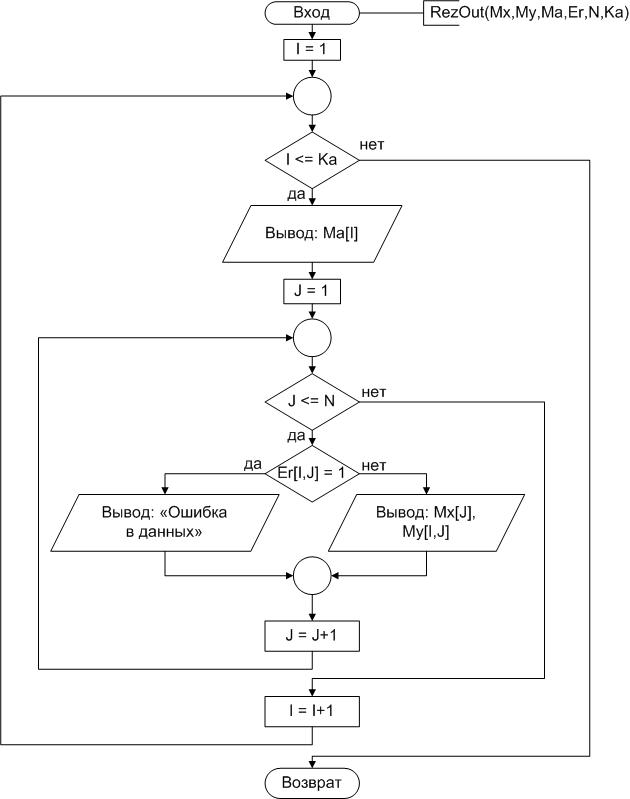 Вход
RezOut(Mx,My,Ma,Er,N,Ka)
I = 1
I <= Ka
нет
да
Вывод: Ma[I]
J = 1
J <= N
нет
да
Er[I,J] = 1
да
нет
Вывод: «Ошибка
в данных»
Вывод: Mx[J],
My[I,J]
J = J+1
I = I+1
Возврат